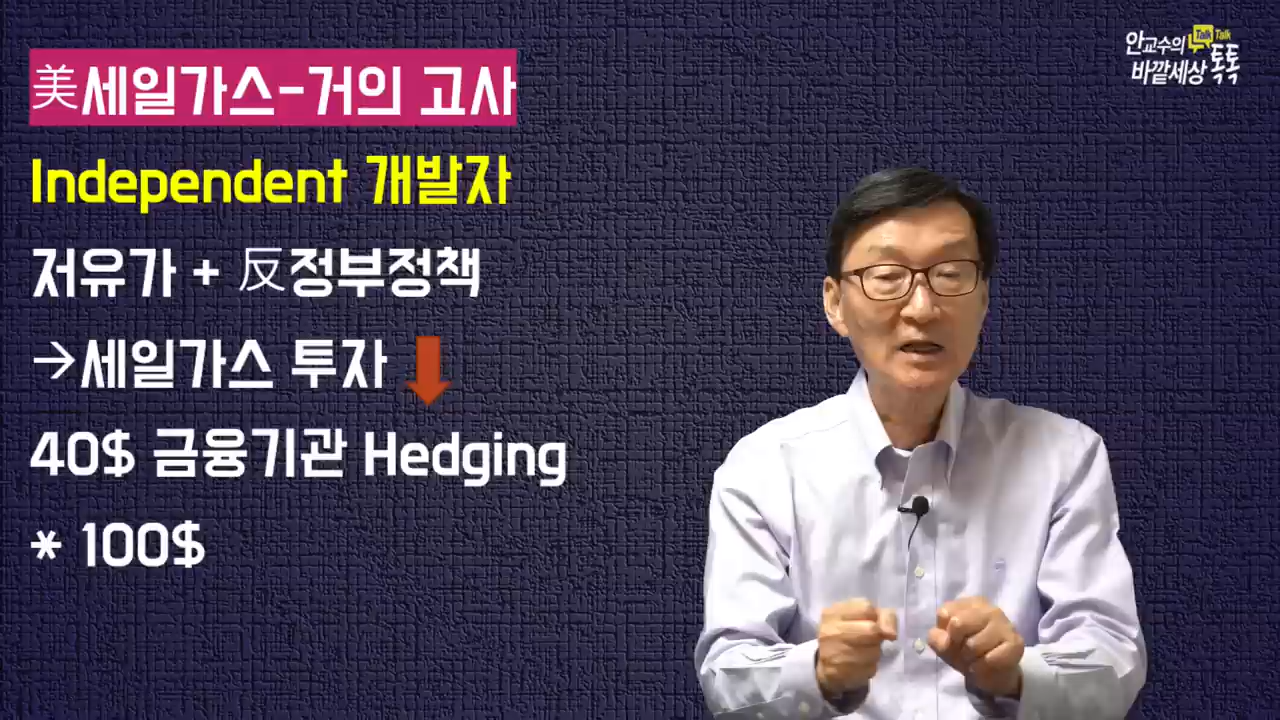 美세일가스-거의 고사
Independent 개발자
저유가 + 反정부정책
→세일가스 투자
40$ 금융기관 Hedging
* 100$
안교수의 Talk Talk
바깥세상 톡톡